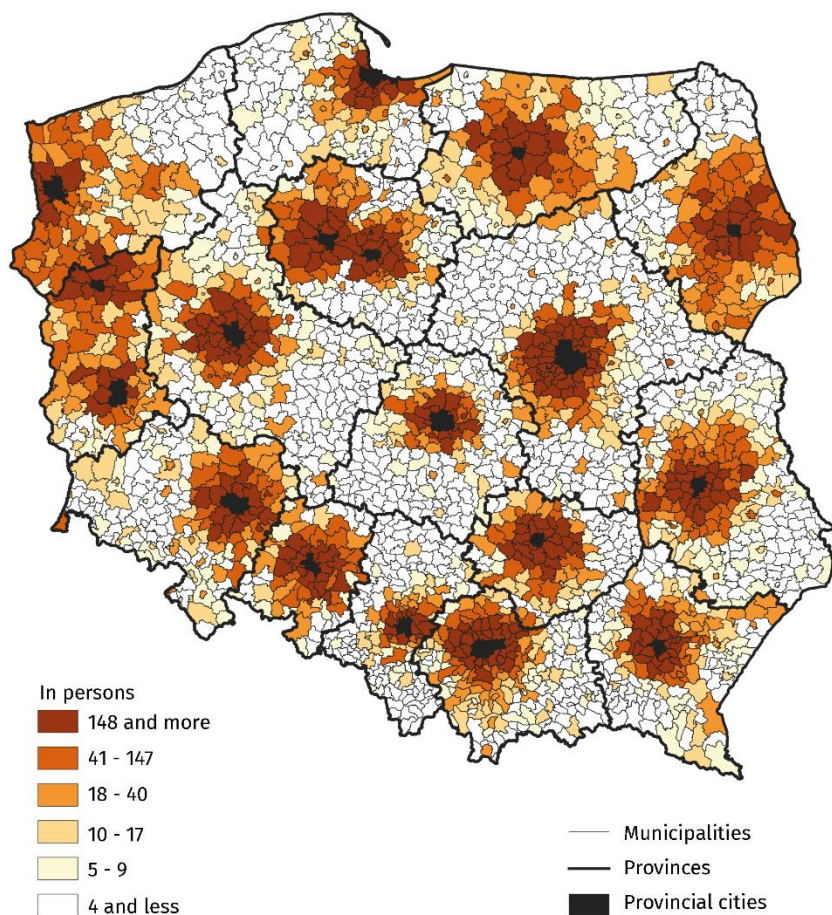 In persons
148 and more
41 - 147
18 - 40
10 - 17
5 - 9
4 and less
Municipalities
Provinces
Provincial cities